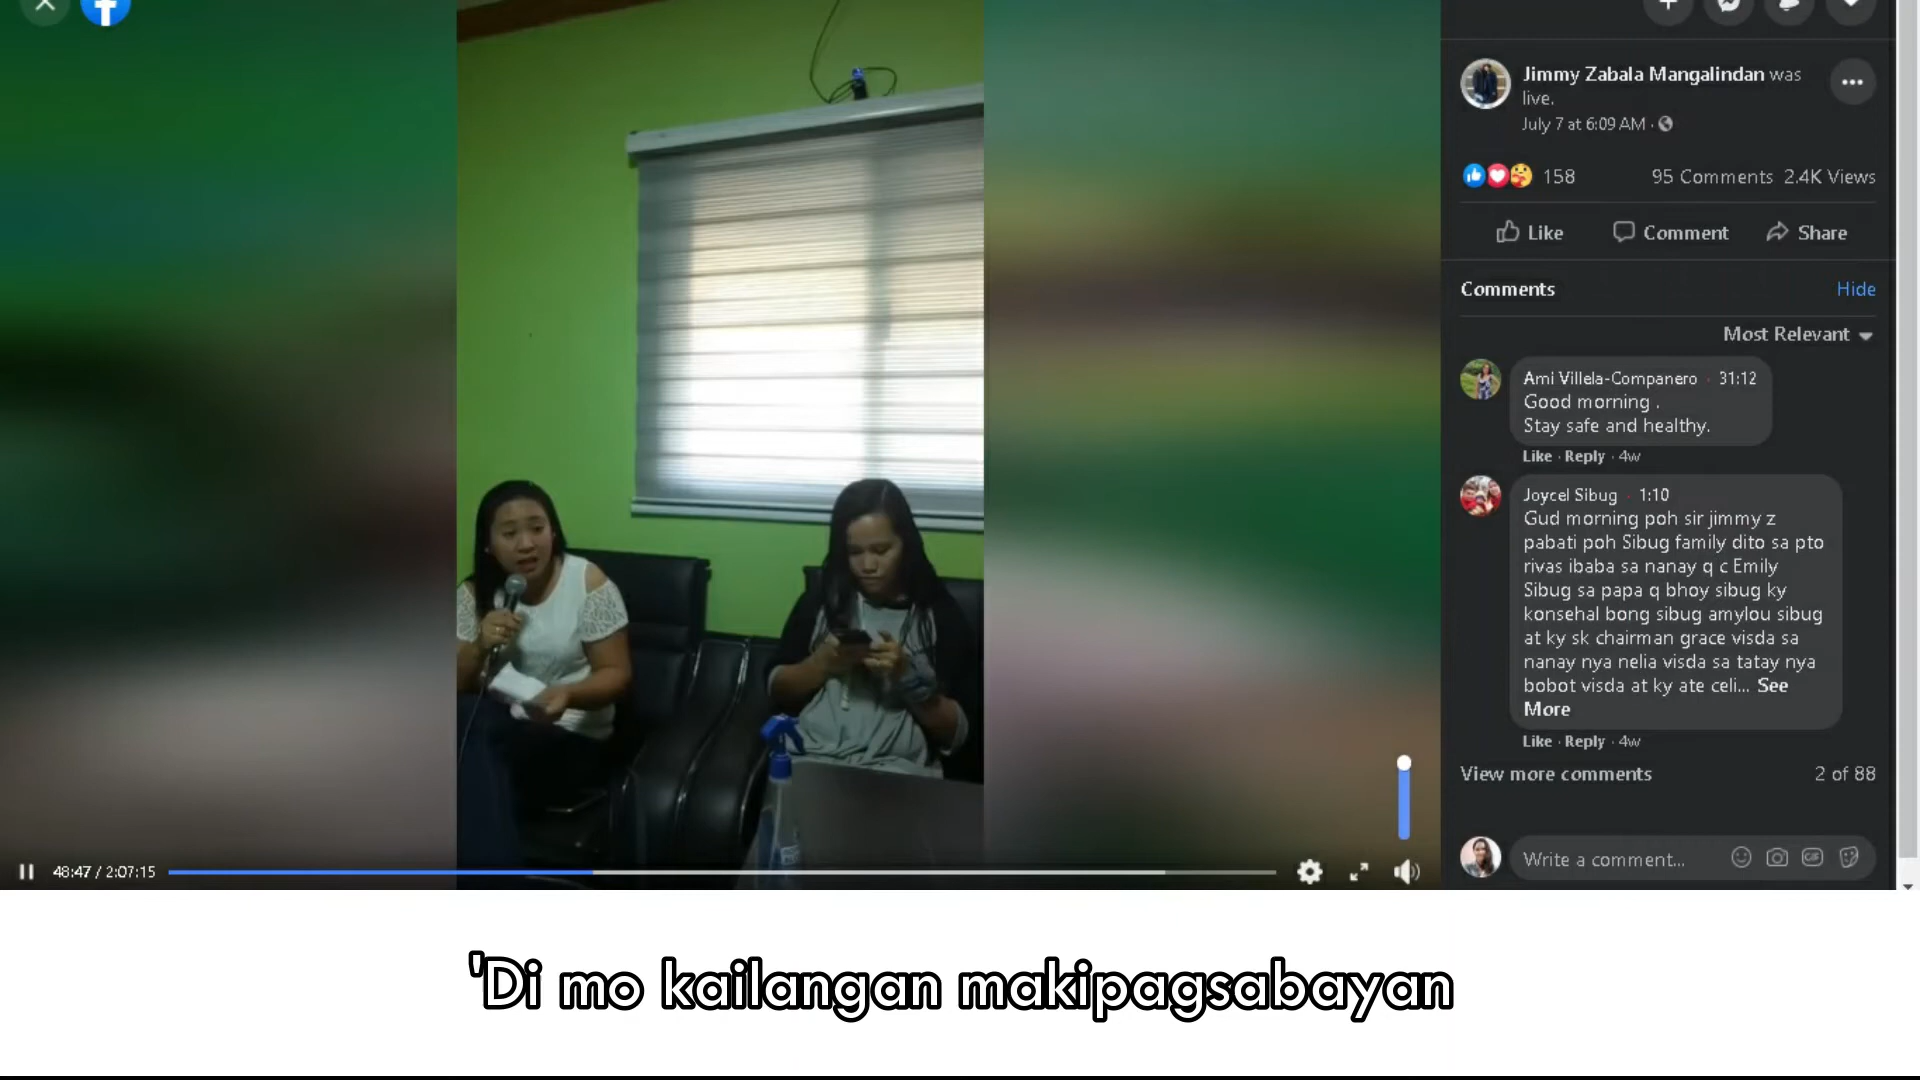 Jimmy Zabala Mangalindan was
live.
July 7 at 6:09 AM ·
158
95 Comments 2.4K Views
Like
Comment
Share
Comments
Hide
Most Relevant
Ami Villela-Companero · 31:12
Good morning .
Stay safe and healthy.
Like · Reply · 4w
Joycel Sibug · 1:10
Gud morning poh sir jimmy z
pabati poh Sibug family dito sa pto
rivas ibaba sa nanay q c Emily
Sibug sa papa q bhoy sibug ky
konsehal bong sibug amylou sibug
at ky sk chairman grace visda sa
nanay nya nelia visda sa tatay nya
bobot visda at ky ate celi... See
More
Like · Reply · 4w
View more comments
2 of 88
Write a comment...
GIF
48:47 / 2:07:15
'Di mo kailangan makipagsabayan